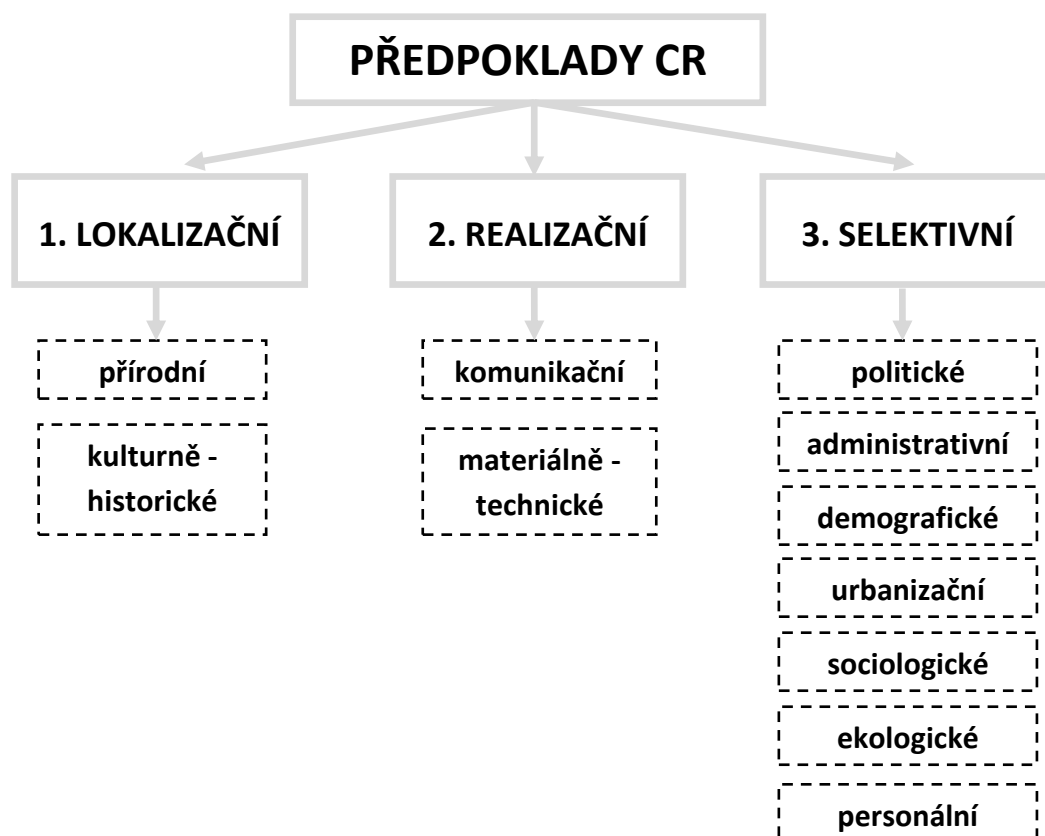 PŘEDPOKLADY CR
1. LOKALIZAČNÍ
přírodní
kulturně -
historické
2. REALIZAČNÍ
komunikační
materiálně -
technické
3. SELEKTIVNÍ
politické
administrativní
demografické
urbanizační
sociologické
ekologické
personální